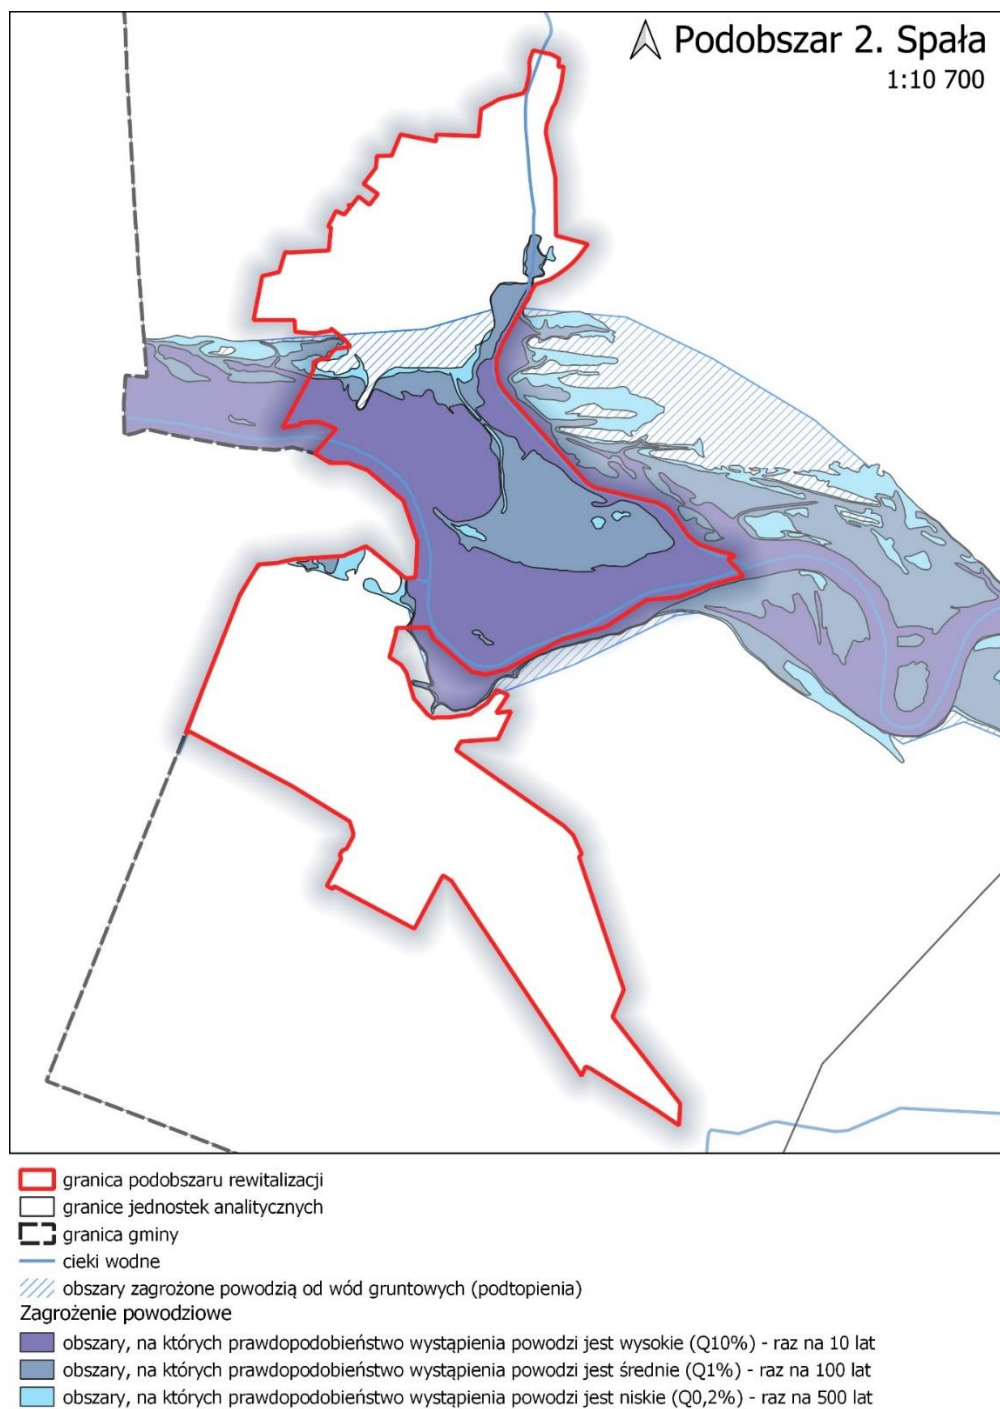 Podobszar 2. Spała
1:10 700
granica podobszaru rewitalizacji
granice jednostek analitycznych
granica gminy
cieki wodne
obszary zagrożone powodzią od wód gruntowych (podtopienia)
Zagrożenie powodziowe
obszary, na których prawdopodobieństwo wystąpienia powodzi jest wysokie (Q10%) - raz na 10 lat
obszary, na których prawdopodobieństwo wystąpienia powodzi jest średnie (Q1%) - raz na 100 lat
obszary, na których prawdopodobieństwo wystąpienia powodzi jest niskie (Q0,2%) - raz na 500 lat